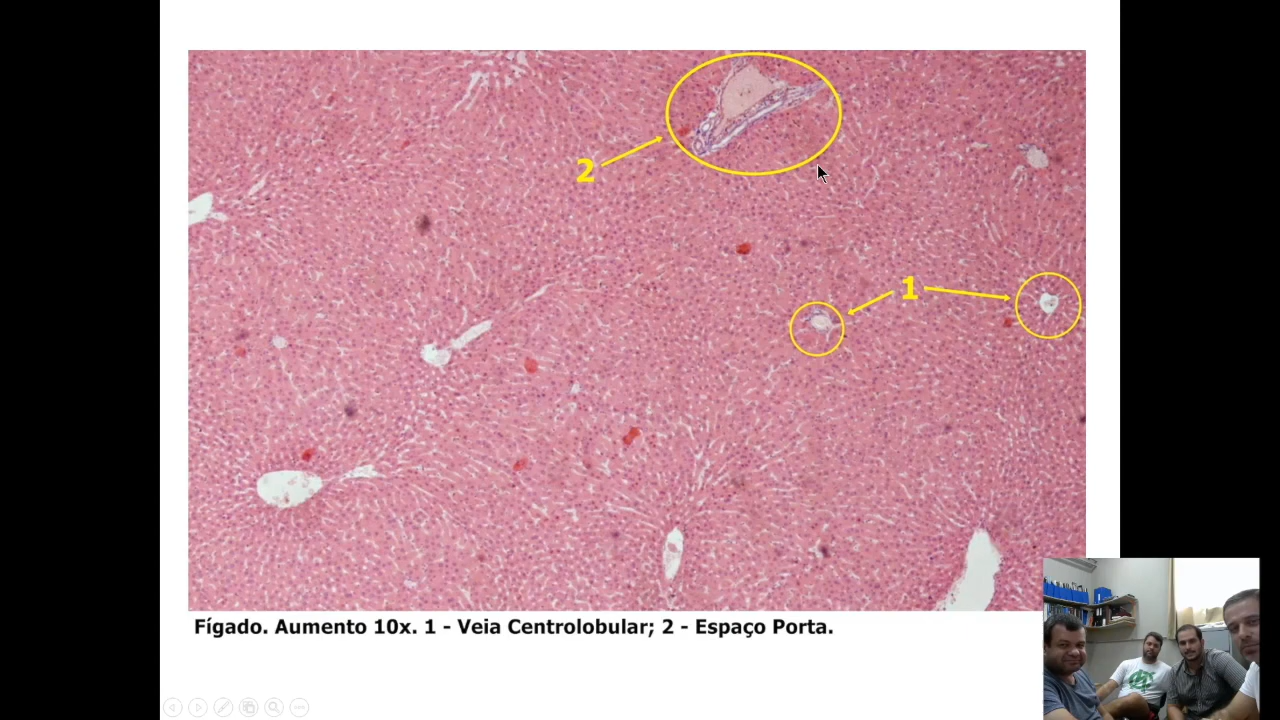 2
1
Fígado. Aumento 10x. 1 - Veia Centrolobular; 2 - Espaço Porta.